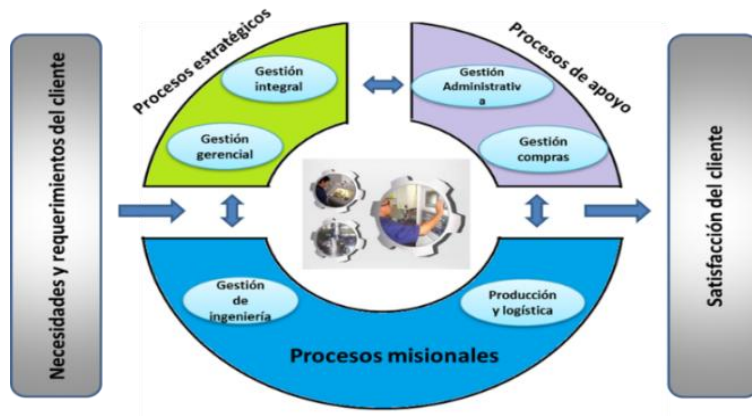 Necesidades y requerimientos del cliente
Procesos estratégicos
Gestión
integral
Gestión
gerencial
Procesos de apoyo
Gestión
Administrativ
a
Gestión
compras
Gestión
de
ingeniería
Producción
y logística
Procesos misionales
Satisfacción del cliente